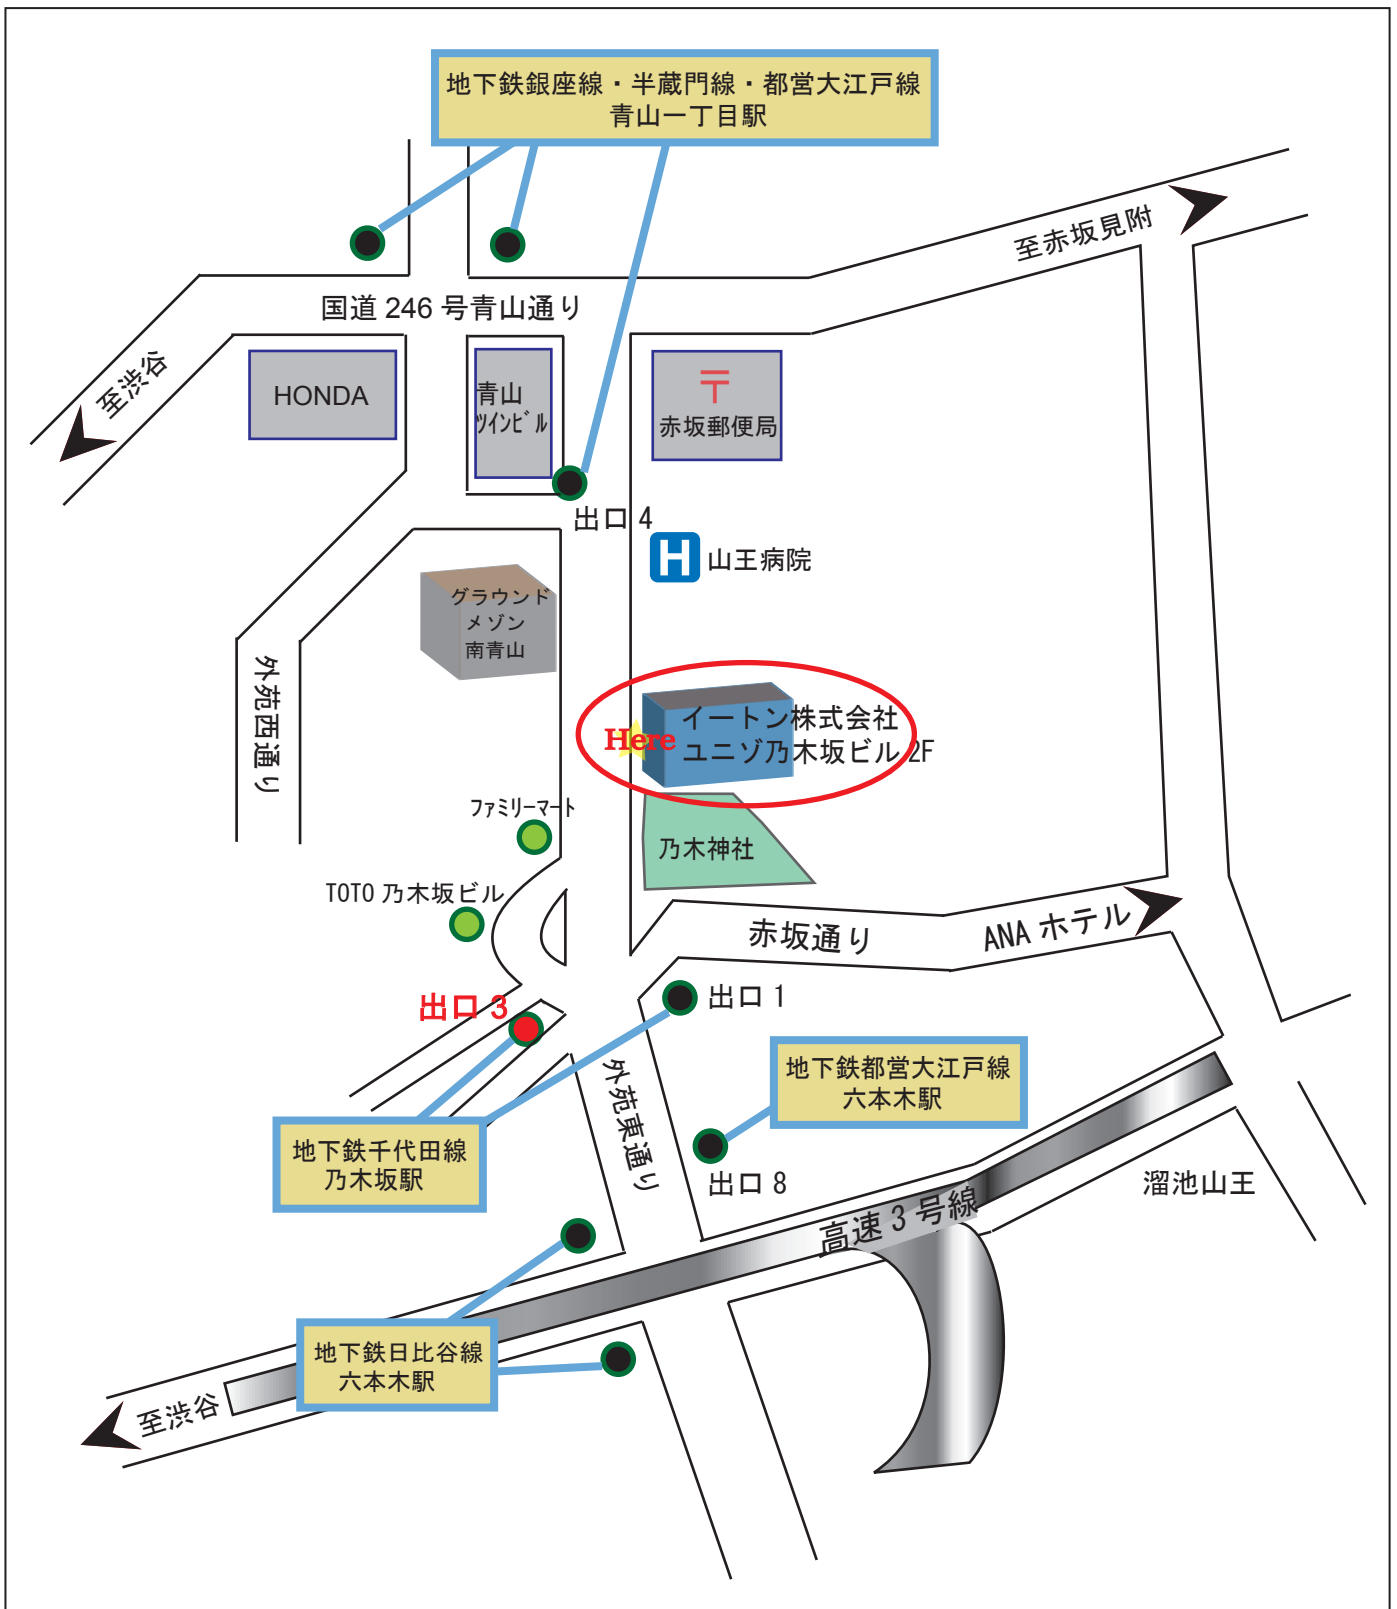 地下鉄銀座線・半蔵門線・都営大江戸線
青山一丁目駅
至赤坂見附
国道 246 号青山通り
至渋谷
HONDA
青山
ﾂｲﾝﾋﾞﾙ
〒
赤坂郵便局
出口 4
H 山王病院
グラウンド
メゾン
南青山
外苑西通り
イートン株式会社
Here
ユニゾ乃木坂ビル 2F
ﾌｧﾐﾘｰﾏｰﾄ
乃木神社
TOTO 乃木坂ビル
赤坂通り
ANA ホテル
出口 3
出口 1
外苑東通り
地下鉄都営大江戸線
六本木駅
地下鉄千代田線
乃木坂駅
出口 8
溜池山王
高速 3 号線
地下鉄日比谷線
六本木駅
至渋谷